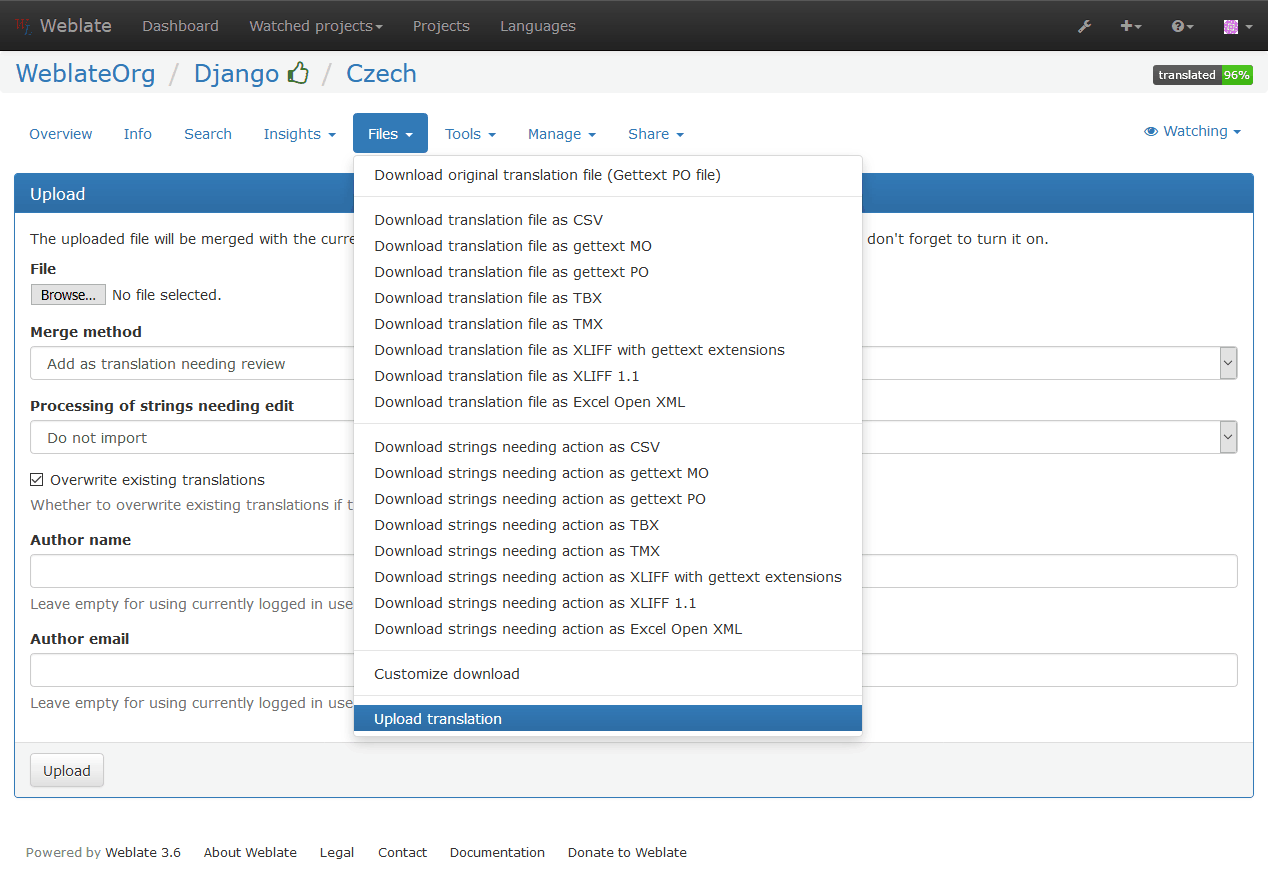 Weblate Dashboard Watched projects Projects Languages
WeblateOrg / Django / Czech
translated 96%
Overview Info Search Insights Files Tools Manage Share Watching
Download original translation file (Gettext PO file)
Download translation file as CSV
Download translation file as gettext MO
Download translation file as gettext PO
Download translation file as TBX
Download translation file as TMX
Download translation file as XLIFF with gettext extensions
Download translation file as XLIFF 1.1
Download translation file as Excel Open XML
Download strings needing action as CSV
Download strings needing action as gettext MO
Download strings needing action as gettext PO
Download strings needing action as TBX
Download strings needing action as TMX
Download strings needing action as XLIFF with gettext extensions
Download strings needing action as XLIFF 1.1
Download strings needing action as Excel Open XML
Customize download
Upload translation
Upload
The uploaded file will be merged with the curre don't forget to turn it on.
File
Browse... No file selected.
Merge method
Add as translation needing review
Processing of strings needing edit
Do not import
Overwrite existing translations
Whether to overwrite existing translations if t
Author name
Leave empty for using currently logged in use
Author email
Leave empty for using currently logged in use
Upload
Powered by Weblate 3.6 About Weblate Legal Contact Documentation Donate to Weblate